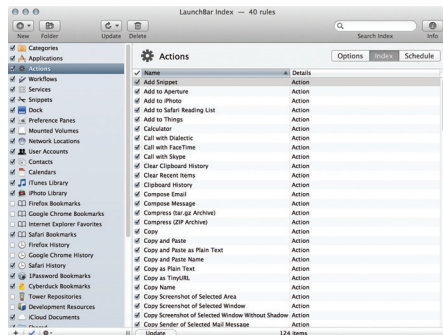 LaunchBar Index — 40 rules
New Folder Update Delete Search Index Info
Categories
Applications
Actions
Workflows
Services
Snippets
Dock
Preference Panes
Mounted Volumes
Network Locations
User Accounts
Contacts
Calendars
iTunes Library
iPhoto Library
Firefox Bookmarks
Google Chrome Bookmarks
Internet Explorer Favorites
Safari Bookmarks
Firefox History
Google Chrome History
Safari History
1Password Bookmarks
Cyberduck Bookmarks
Tower Repositories
Development Resources
iCloud Documents
Actions
Options Index Schedule
Name Details
Add Snippet Action
Add to Aperture Action
Add to iPhoto Action
Add to Safari Reading List Action
Add to Things Action
Calculator Action
Call with Dialectic Action
Call with FaceTime Action
Call with Skype Action
Clear Clipboard History Action
Clear Recent Items Action
Clipboard History Action
Compose Email Action
Compose Message Action
Compress (tar.gz Archive) Action
Compress (ZIP Archive) Action
Copy Action
Copy and Paste Action
Copy and Paste as Plain Text Action
Copy and Paste Name Action
Copy as Plain Text Action
Copy as TinyURL Action
Copy Name Action
Copy Screenshot of Selected Area Action
Copy Screenshot of Selected Window Action
Copy Screenshot of Selected Window Without Shadow Action
Copy Sender of Selected Mail Message Action
Update 124 items